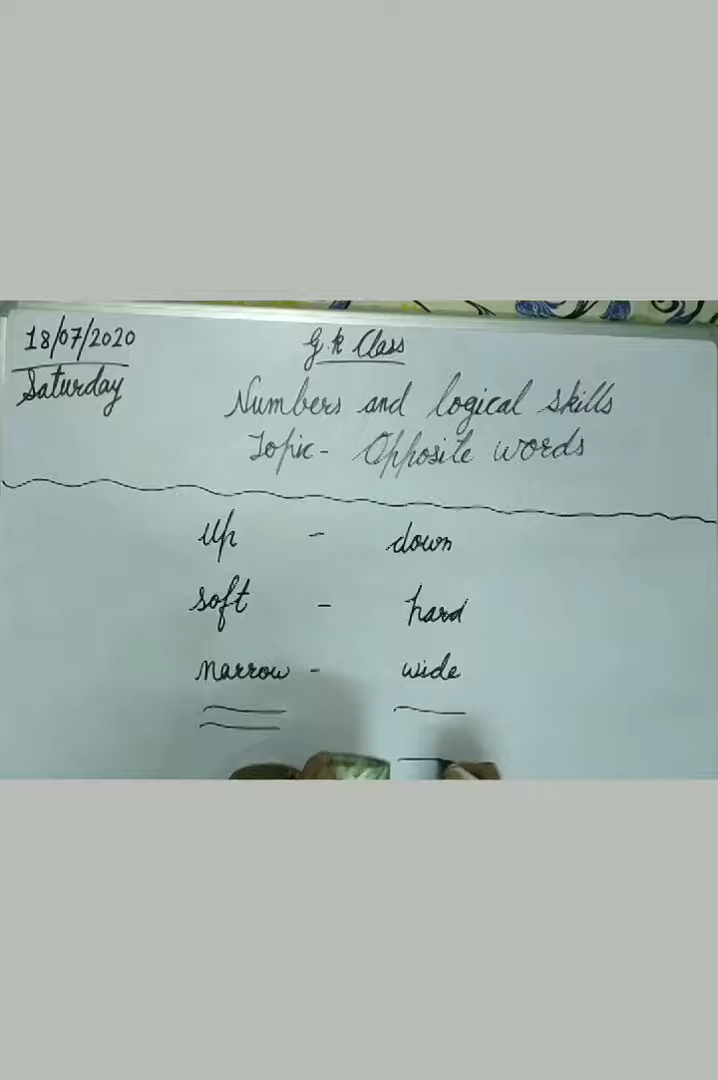 18/07/2020
Saturday
G.K Class
Numbers and logical skills
Topic- Opposite words
up - down
soft - hard
narrow - wide